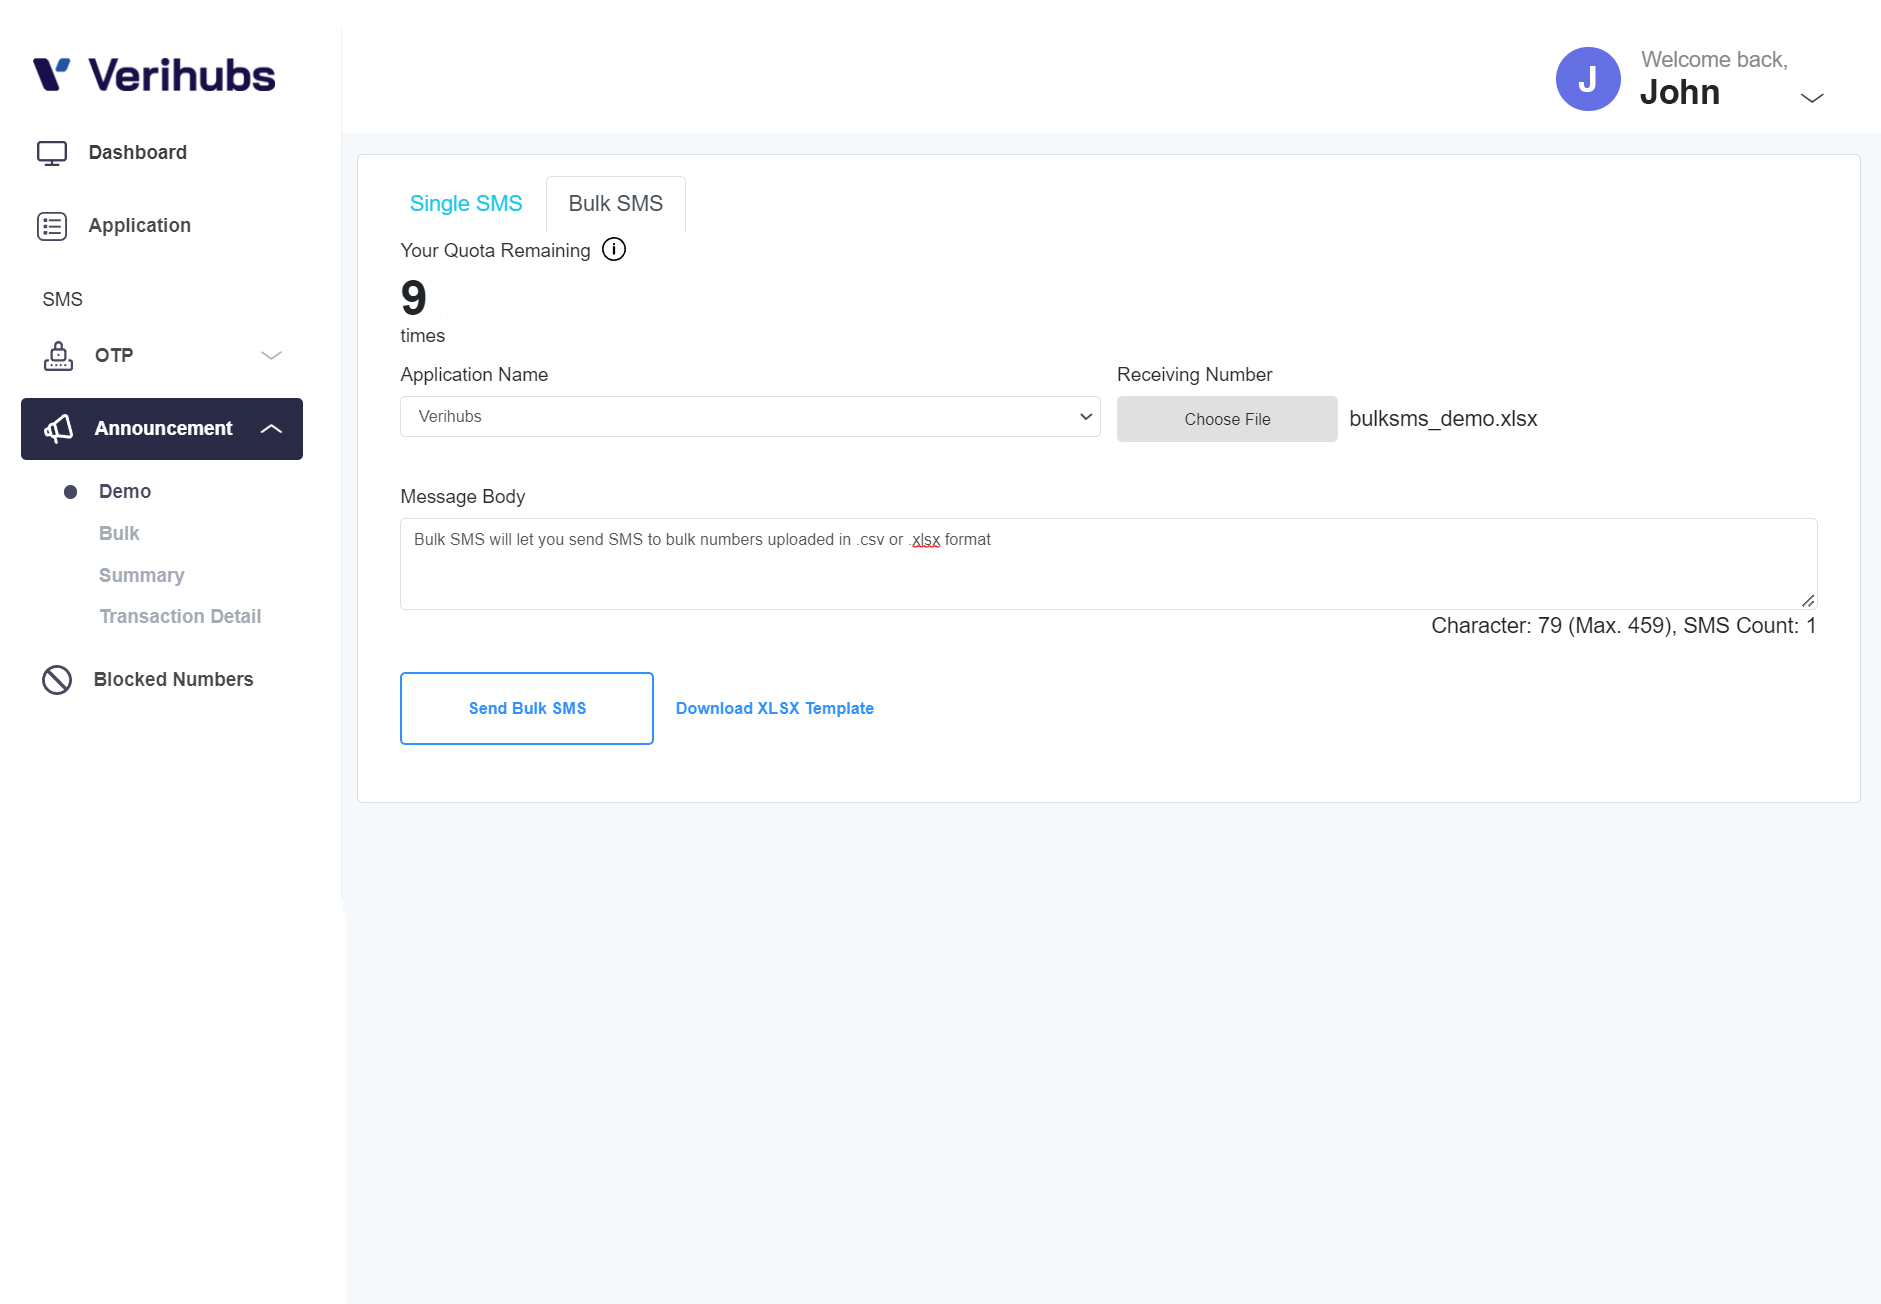 Verihubs
Dashboard
Application
SMS
OTP
Announcement
Demo
Bulk
Summary
Transaction Detail
Blocked Numbers
J
Welcome back,
John
Single SMS
Bulk SMS
Your Quota Remaining
9
times
Application Name
Verihubs
Receiving Number
Choose File
bulksms_demo.xlsx
Message Body
Bulk SMS will let you send SMS to bulk numbers uploaded in .csv or .xlsx format
Character: 79 (Max. 459), SMS Count: 1
Send Bulk SMS
Download XLSX Template